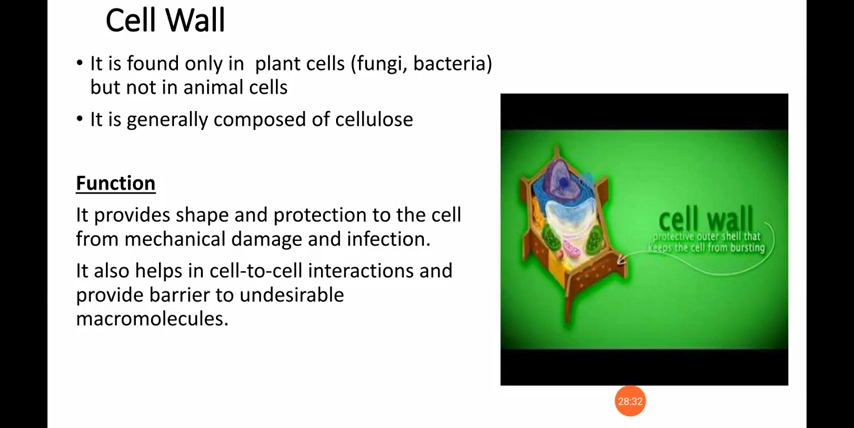 Cell Wall
• It is found only in plant cells (fungi, bacteria)
but not in animal cells
• It is generally composed of cellulose
Function
It provides shape and protection to the cell
from mechanical damage and infection.
It also helps in cell-to-cell interactions and
provide barrier to undesirable
macromolecules.
cell wall
protective outer shell that
keeps the cell from bursting
28:32